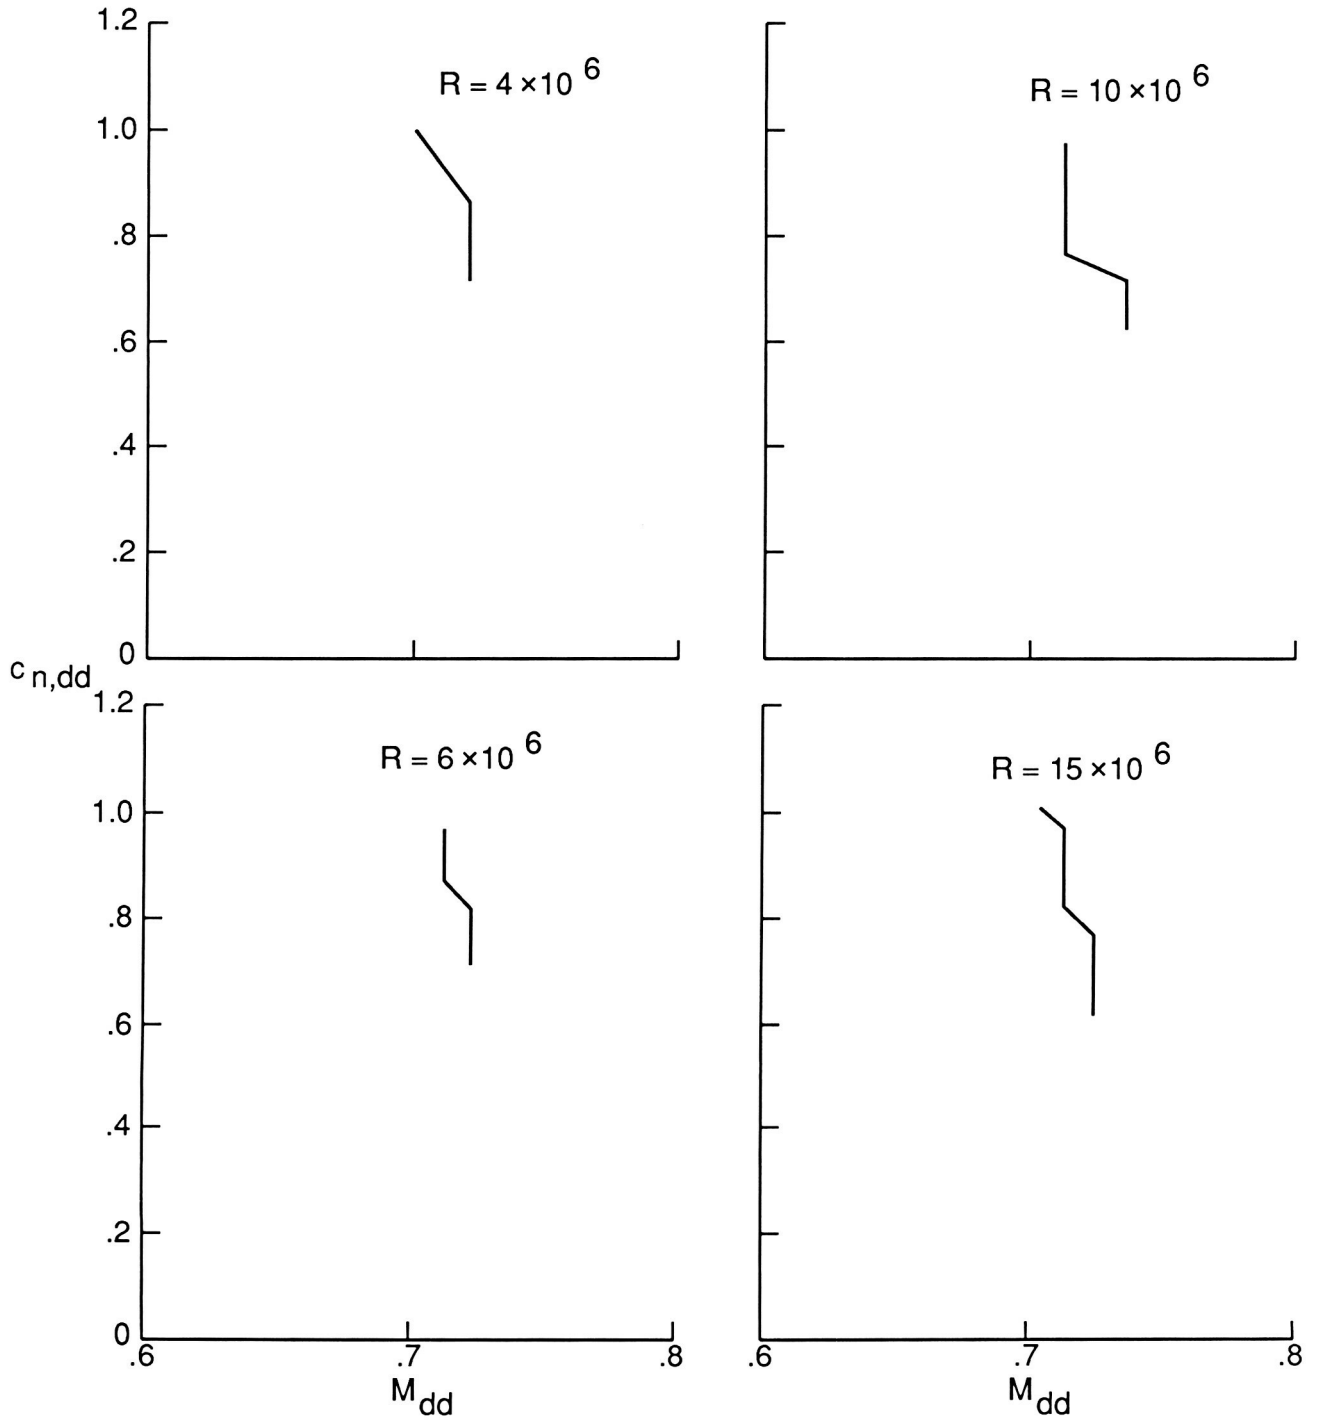 1.2
R = 4 ×10 6
1.0
.8
.6
.4
.2
0
R = 10 ×10 6
c n,dd
1.2
R = 6 ×10 6
1.0
.8
.6
.4
.2
0
.6 .7 .8
M dd
R = 15 ×10 6
.6 .7 .8
M dd